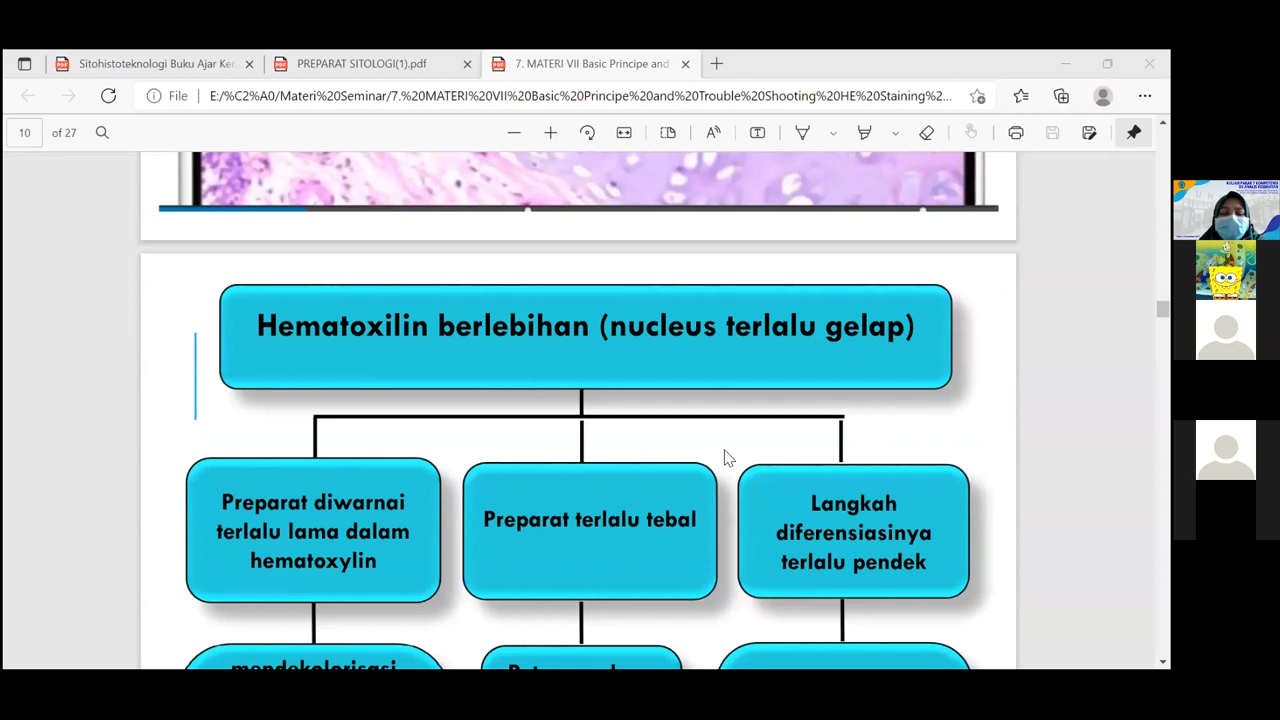 Sitohistoteknologi Buku Ajar Ker
PREPARAT SITOLOGI(1).pdf
7. MATERI VII Basic Principe and
File
E:/%C2%A0/Materi%20Seminar/7.%20MATERI%20VII%20Basic%20Principe%20and%20Trouble%20Shooting%20HE%20Staining%2...
10 of 27
Hematoxilin berlebihan (nucleus terlalu gelap)
Preparat diwarnai
terlalu lama dalam
hematoxylin
Preparat terlalu tebal
Langkah
diferensiasinya
terlalu pendek
mendekolorisasi